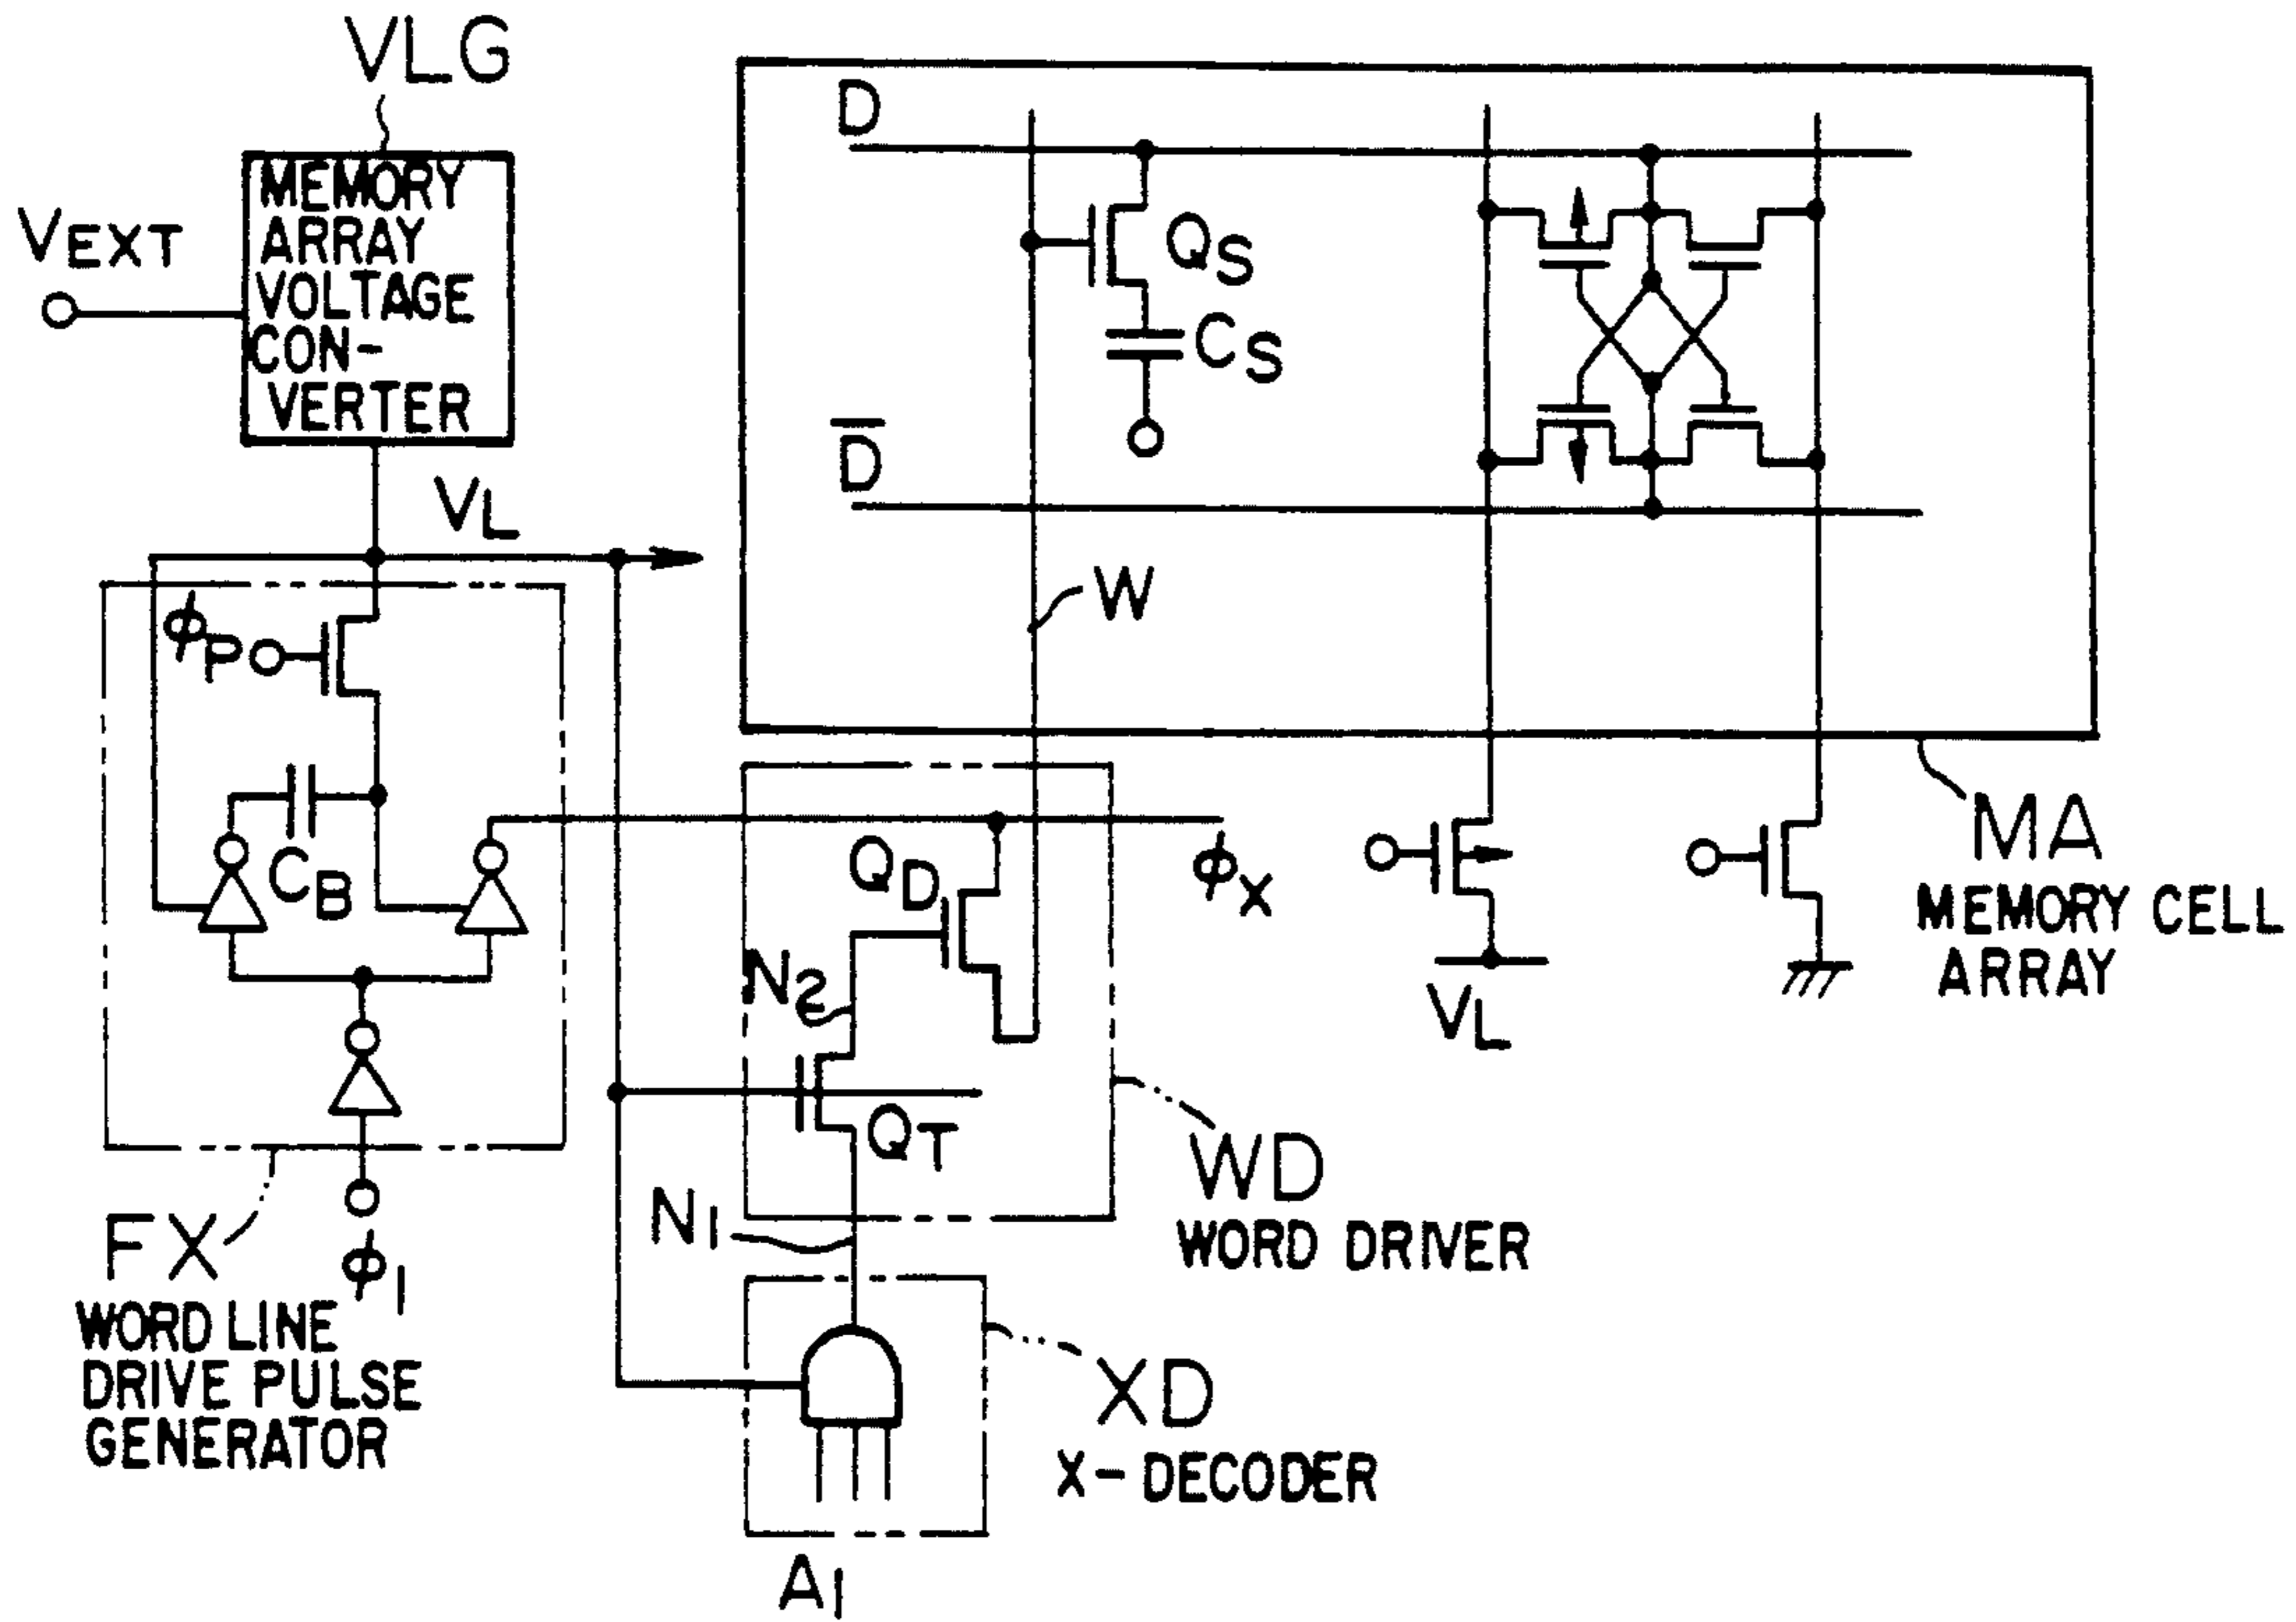 VLG
MEMORY
ARRAY
VOLTAGE
CON-
VERTER
VEXT
VL
D
QS
CS
D̅
W
ϕP
CB
ϕX
QD
N2
QT
N1
VL
MA
MEMORY CELL
ARRAY
WD
WORD DRIVER
FX
WORD LINE
DRIVE PULSE
GENERATOR
ϕ1
XD
X-DECODER
A1